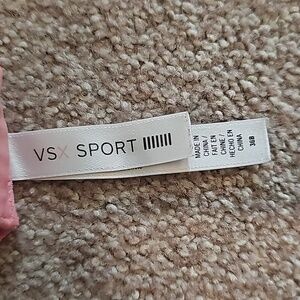 VSX SPORT
MADE IN
CHINA /
FAIT EN
CHINE /
HECHO EN
CHINA
36B